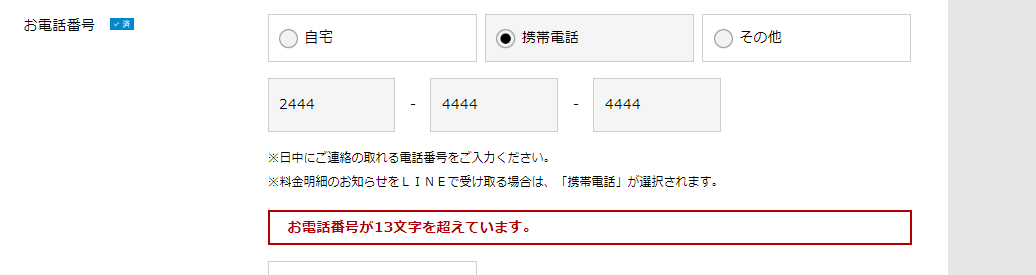 お電話番号 ✓ 済
自宅 携帯電話 その他
2444 - 4444 - 4444
※日中にご連絡の取れる電話番号をご入力ください。
※料金明細のお知らせをＬＩＮＥで受け取る場合は、「携帯電話」が選択されます。
お電話番号が13文字を超えています。